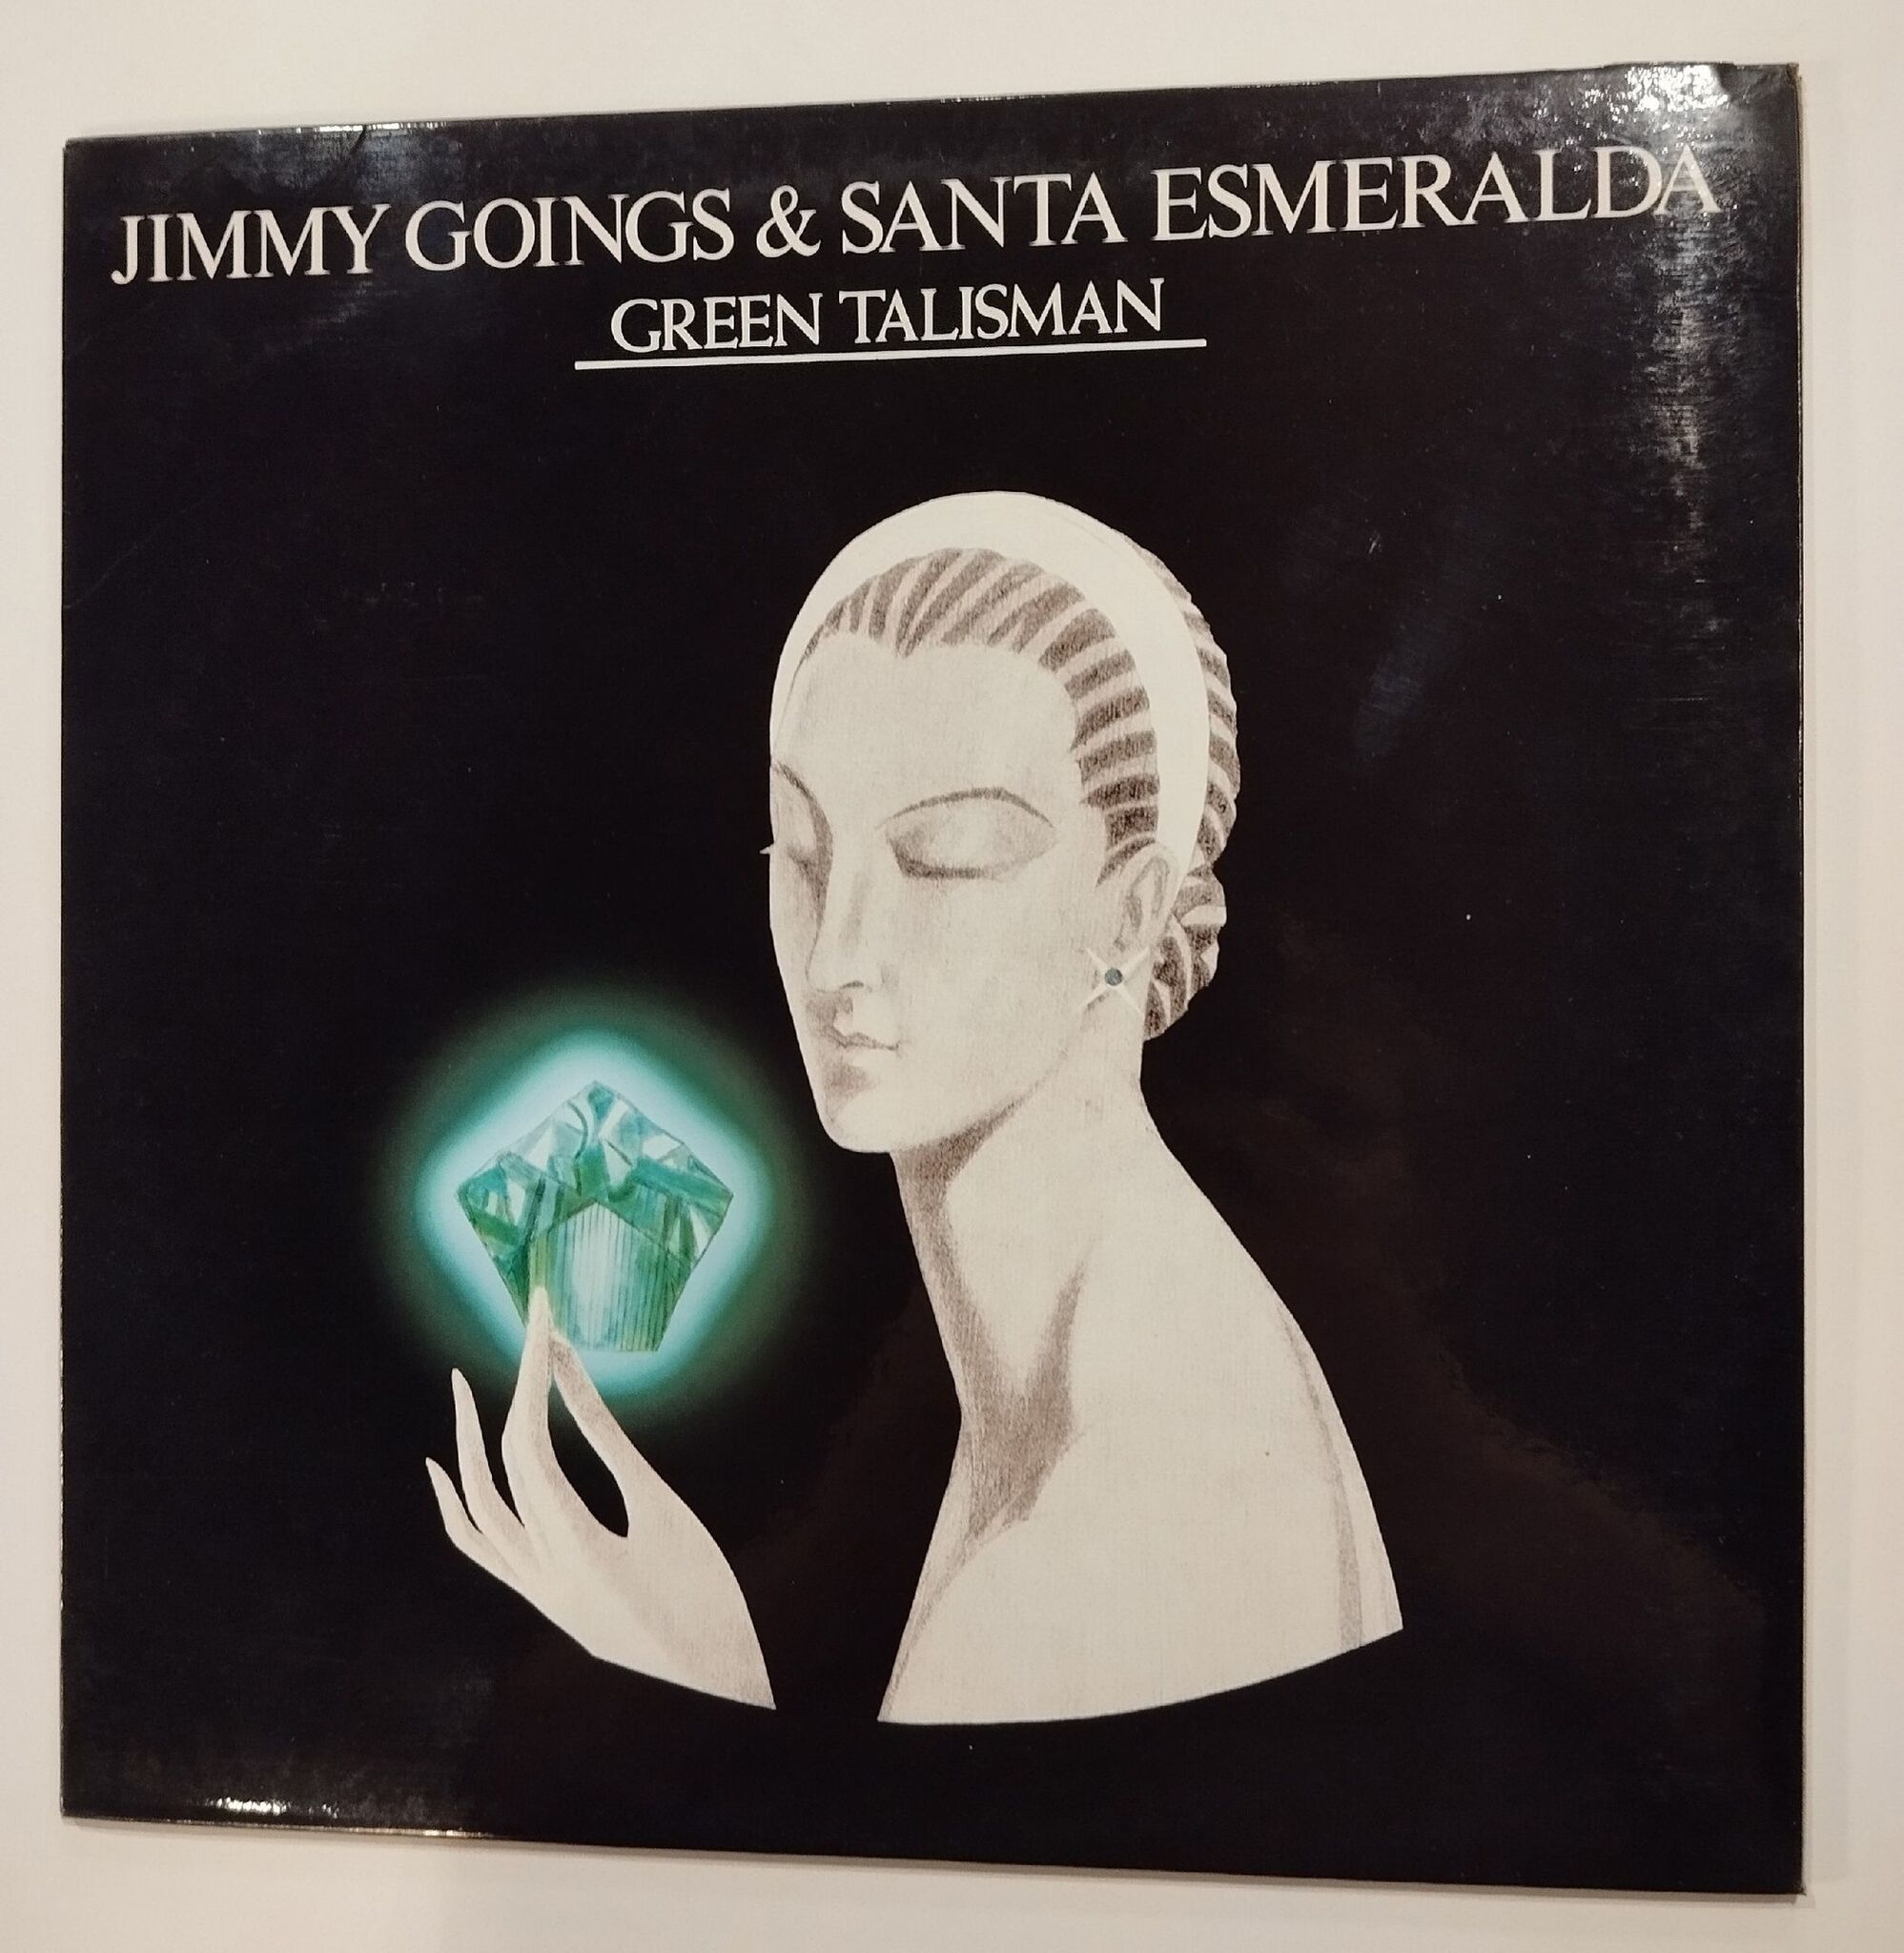 JIMMY GOINGS & SANTA ESMERALDA
GREEN TALISMAN